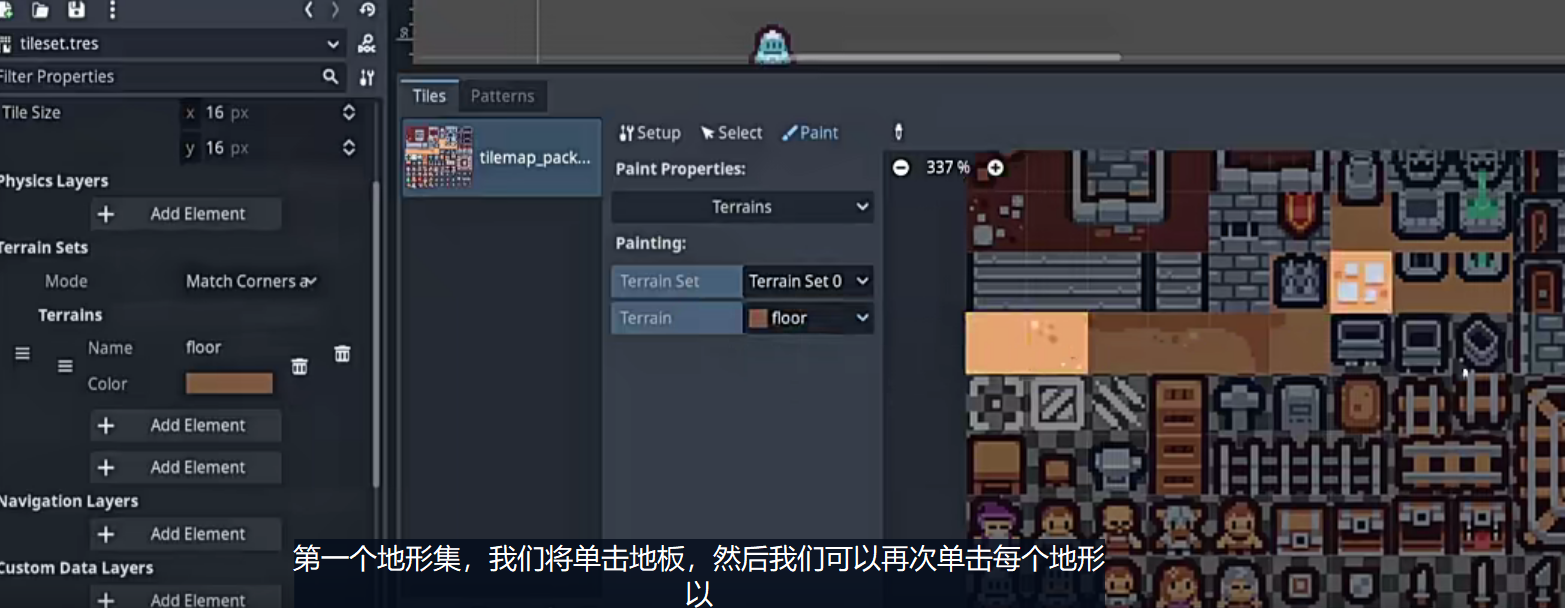 tileset.tres
Filter Properties
Tile Size
x 16 px
y 16 px
Physics Layers
Add Element
Terrain Sets
Mode Match Corners a
Terrains
Name floor
Color
Add Element
Add Element
Navigation Layers
Add Element
Custom Data Layers
Add Element
Tiles Patterns
tilemap_pack...
Setup Select Paint
Paint Properties:
Terrains
Painting:
Terrain Set Terrain Set 0
Terrain floor
337 %
第一个地形集，我们将单击地板，然后我们可以再次单击每个地形
以